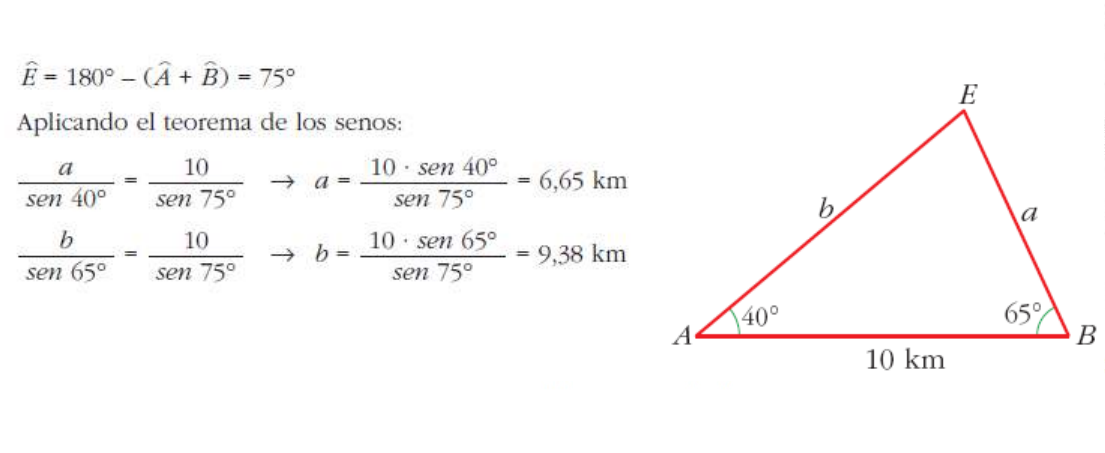 Ê = 180° – (Â + B̂) = 75°
Aplicando el teorema de los senos:
a / sen 40° = 10 / sen 75° → a = 10 · sen 40° / sen 75° = 6,65 km
b / sen 65° = 10 / sen 75° → b = 10 · sen 65° / sen 75° = 9,38 km
E
b
a
40°
65°
A
B
10 km